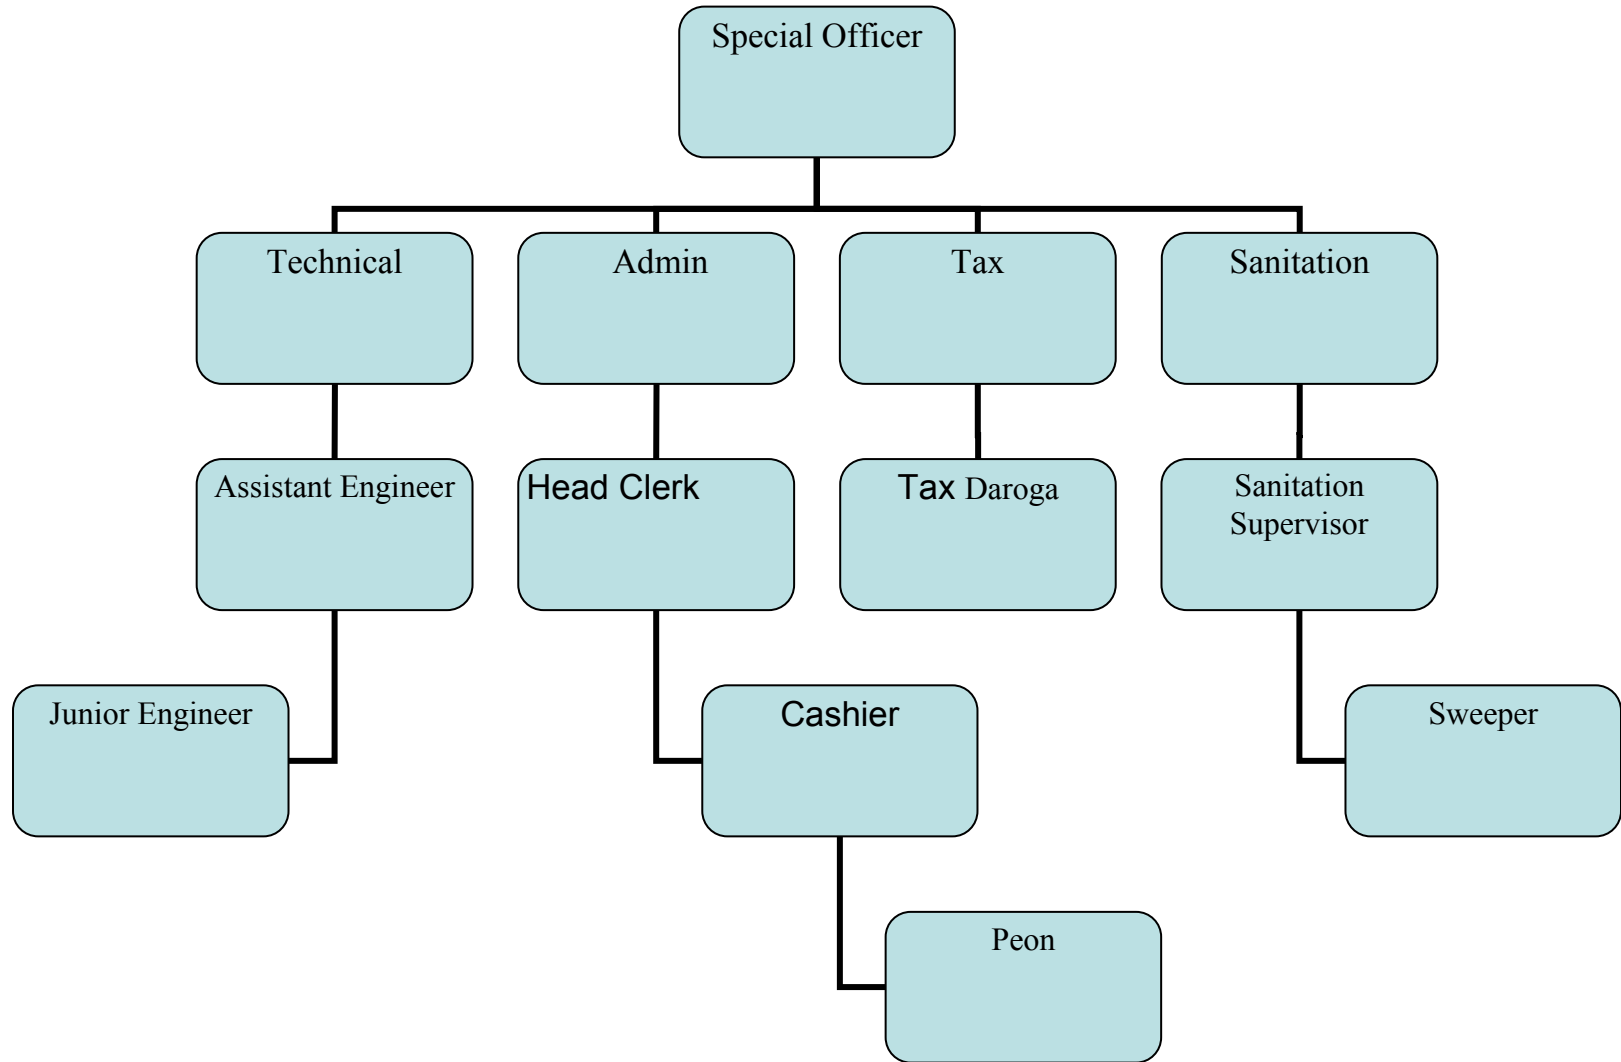 Special Officer
Technical
Admin
Tax
Sanitation
Assistant Engineer
Head Clerk
Tax Daroga
Sanitation
Supervisor
Junior Engineer
Cashier
Sweeper
Peon